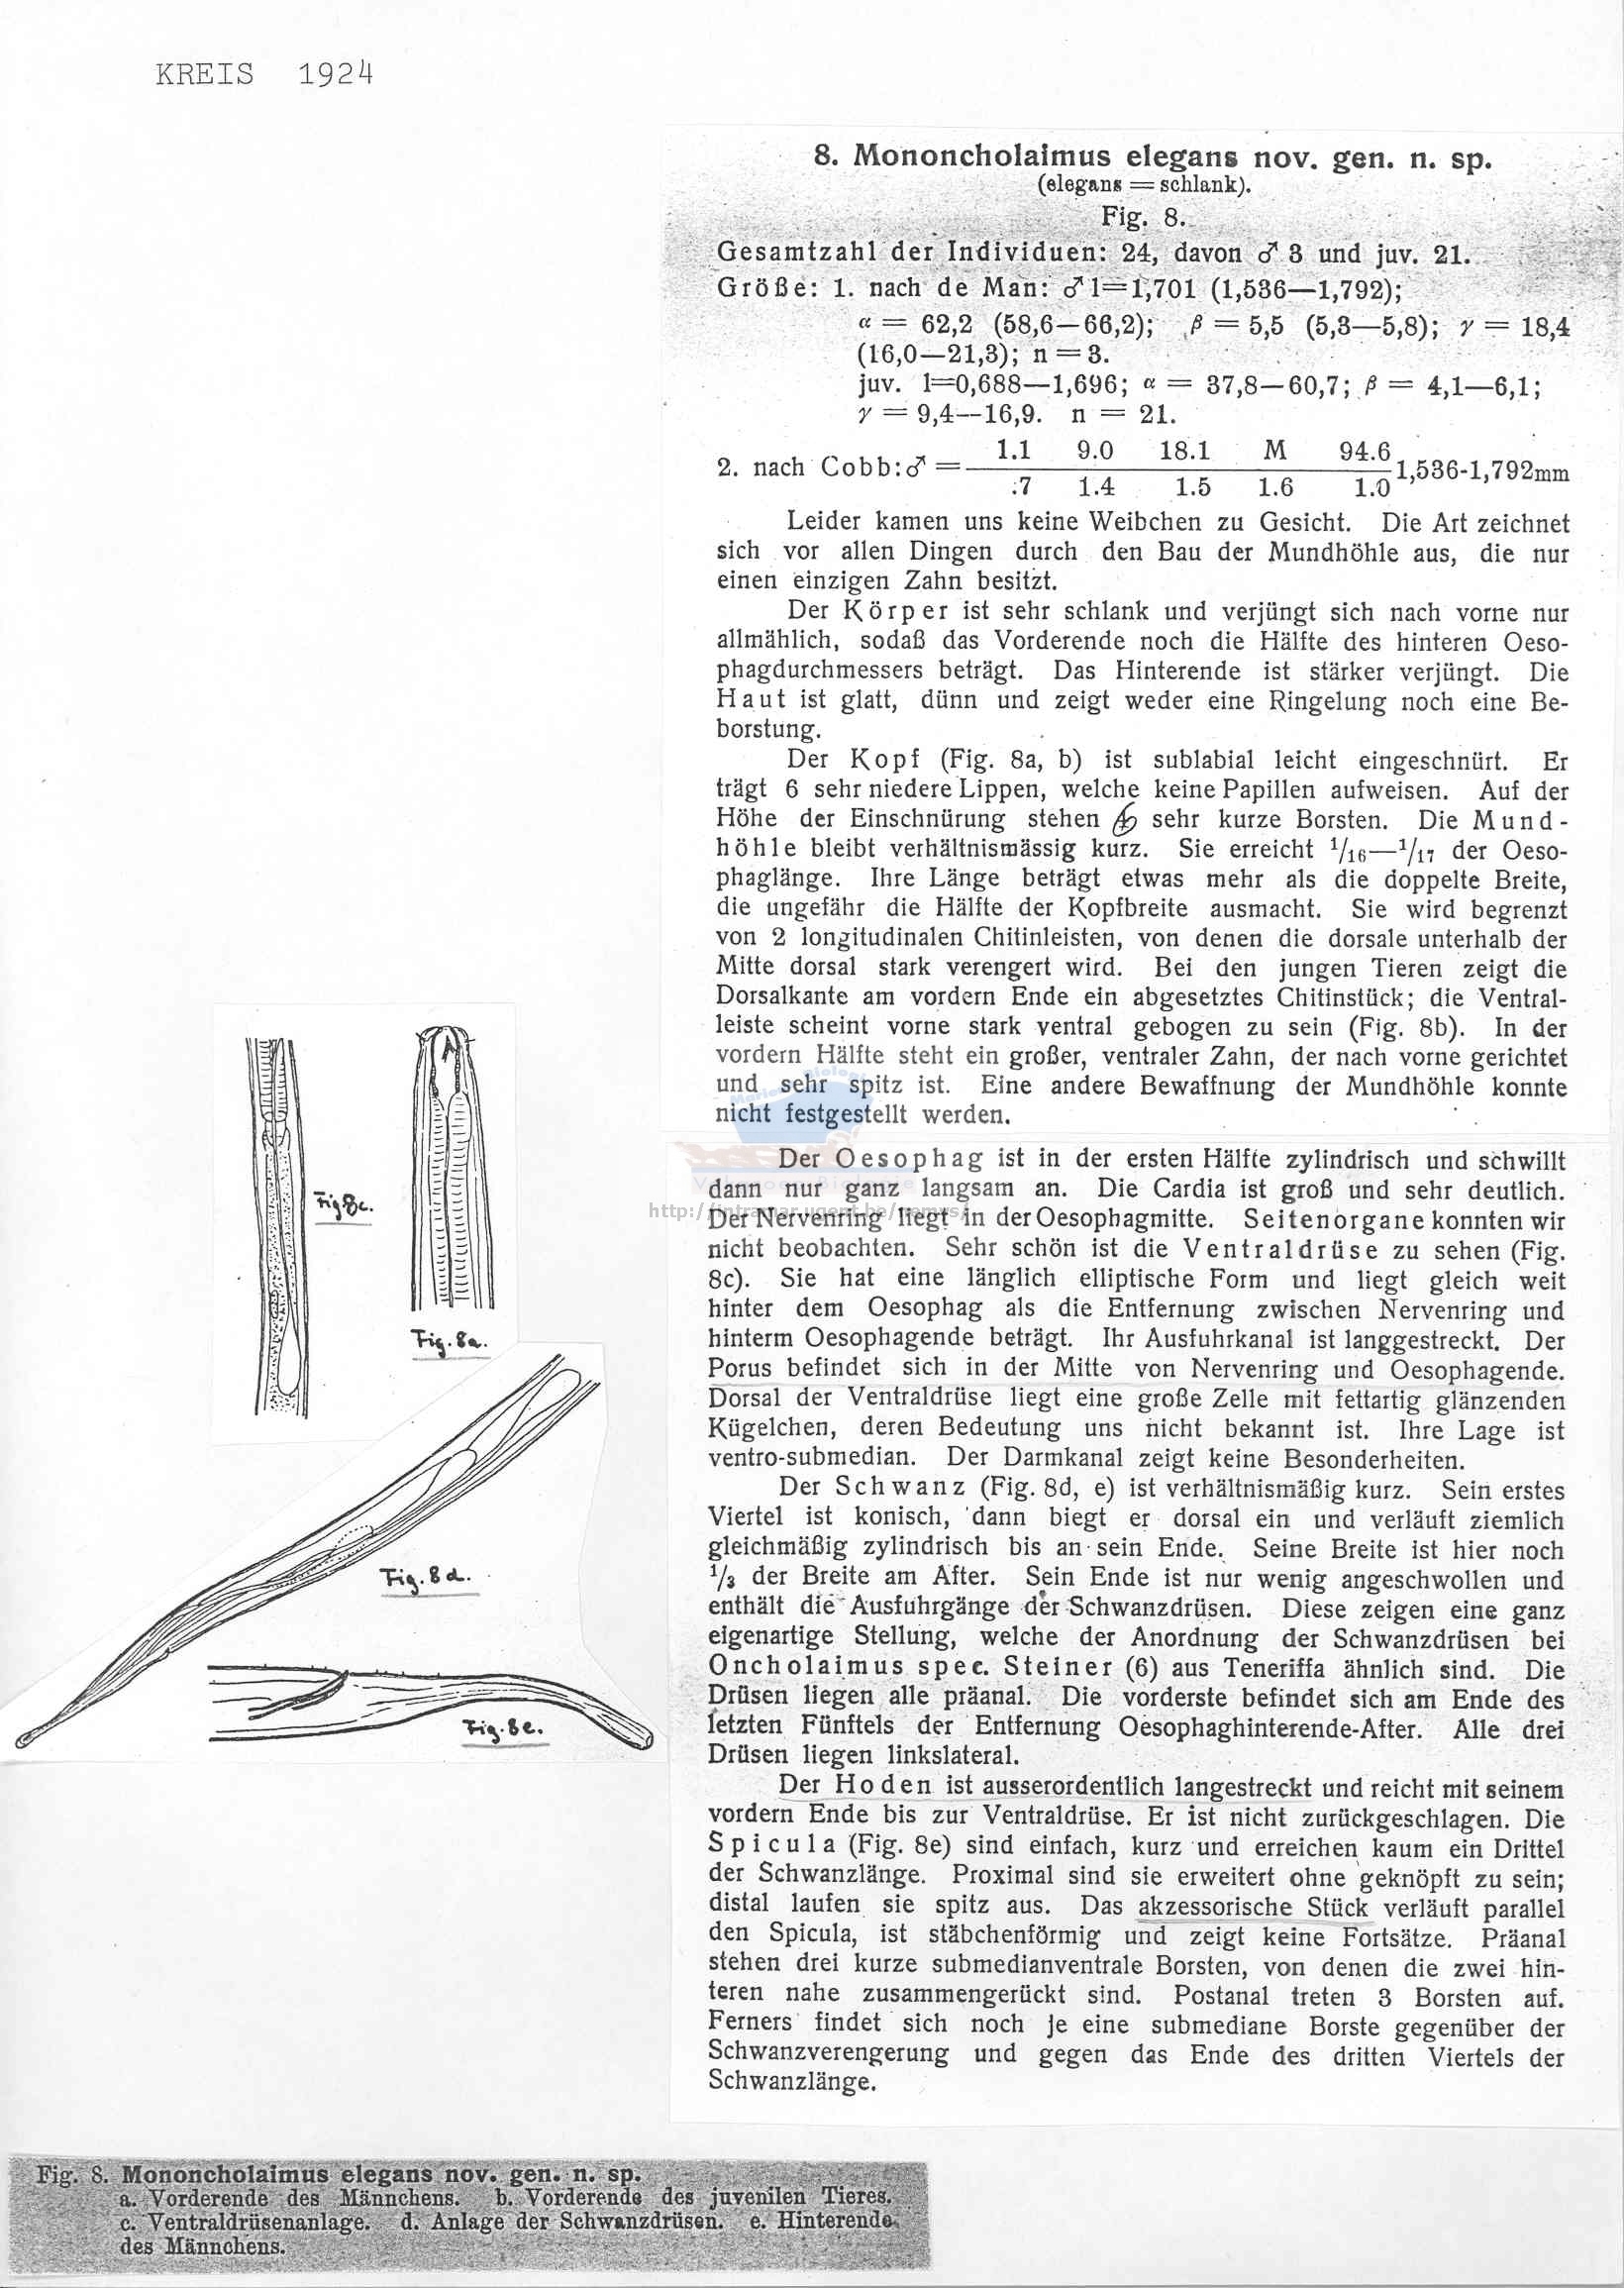 KREIS 1924
8. Mononcholaimus elegans nov. gen. n. sp.
(elegans = schlank).
Fig. 8.
Gesamtzahl der Individuen: 24, davon ♂ 3 und juv. 21.
Größe: 1. nach de Man: ♂ l=1,701 (1,536—1,792);
α = 62,2 (58,6—66,2); β = 5,5 (5,3—5,8); γ = 18,4
(16,0—21,3); n = 3.
juv. l=0,688—1,696; α = 37,8—60,7; β = 4,1—6,1;
γ = 9,4—16,9. n = 21.
1.1 9.0 18.1 M 94.6
2. nach Cobb: ♂ = 1,536-1,792mm
.7 1.4 1.5 1.6 1.0
Leider kamen uns keine Weibchen zu Gesicht. Die Art zeichnet
sich vor allen Dingen durch den Bau der Mundhöhle aus, die nur
einen einzigen Zahn besitzt.
Der Körper ist sehr schlank und verjüngt sich nach vorne nur
allmählich, sodaß das Vorderende noch die Hälfte des hinteren Oeso-
phagdurchmessers beträgt. Das Hinterende ist stärker verjüngt. Die
Haut ist glatt, dünn und zeigt weder eine Ringelung noch eine Be-
borstung.
Der Kopf (Fig. 8a, b) ist sublabial leicht eingeschnürt. Er
trägt 6 sehr niedere Lippen, welche keine Papillen aufweisen. Auf der
Höhe der Einschnürung stehen sehr kurze Borsten. Die Mund-
höhle bleibt verhältnismässig kurz. Sie erreicht 1/16—1/17 der Oeso-
phaglänge. Ihre Länge beträgt etwas mehr als die doppelte Breite,
die ungefähr die Hälfte der Kopfbreite ausmacht. Sie wird begrenzt
von 2 longitudinalen Chitinleisten, von denen die dorsale unterhalb der
Mitte dorsal stark verengert wird. Bei den jungen Tieren zeigt die
Dorsalkante am vordern Ende ein abgesetztes Chitinstück; die Ventral-
leiste scheint vorne stark ventral gebogen zu sein (Fig. 8b). In der
vordern Hälfte steht ein großer, ventraler Zahn, der nach vorne gerichtet
und sehr spitz ist. Eine andere Bewaffnung der Mundhöhle konnte
nicht festgestellt werden.
Der Oesophag ist in der ersten Hälfte zylindrisch und schwillt
dann nur ganz langsam an. Die Cardia ist groß und sehr deutlich.
Der Nervenring liegt in der Oesophagmitte. Seitenorgane konnten wir
nicht beobachten. Sehr schön ist die Ventraldrüse zu sehen (Fig.
8c). Sie hat eine länglich elliptische Form und liegt gleich weit
hinter dem Oesophag als die Entfernung zwischen Nervenring und
hinterm Oesophagende beträgt. Ihr Ausfuhrkanal ist langgestreckt. Der
Porus befindet sich in der Mitte von Nervenring und Oesophagende.
Dorsal der Ventraldrüse liegt eine große Zelle mit fettartig glänzenden
Kügelchen, deren Bedeutung uns nicht bekannt ist. Ihre Lage ist
ventro-submedian. Der Darmkanal zeigt keine Besonderheiten.
Der Schwanz (Fig. 8d, e) ist verhältnismäßig kurz. Sein erstes
Viertel ist konisch, dann biegt er dorsal ein und verläuft ziemlich
gleichmäßig zylindrisch bis an sein Ende. Seine Breite ist hier noch
1/3 der Breite am After. Sein Ende ist nur wenig angeschwollen und
enthält die Ausfuhrgänge der Schwanzdrüsen. Diese zeigen eine ganz
eigenartige Stellung, welche der Anordnung der Schwanzdrüsen bei
Oncholaimus spec. Steiner (6) aus Teneriffa ähnlich sind. Die
Drüsen liegen alle präanal. Die vorderste befindet sich am Ende des
letzten Fünftels der Entfernung Oesophaghinterende-After. Alle drei
Drüsen liegen linkslateral.
Der Hoden ist ausserordentlich langestreckt und reicht mit seinem
vordern Ende bis zur Ventraldrüse. Er ist nicht zurückgeschlagen. Die
Spicula (Fig. 8e) sind einfach, kurz und erreichen kaum ein Drittel
der Schwanzlänge. Proximal sind sie erweitert ohne geknöpft zu sein;
distal laufen sie spitz aus. Das akzessorische Stück verläuft parallel
den Spicula, ist stäbchenförmig und zeigt keine Fortsätze. Präanal
stehen drei kurze submedianventrale Borsten, von denen die zwei hin-
teren nahe zusammengerückt sind. Postanal treten 3 Borsten auf.
Ferners findet sich noch je eine submediane Borste gegenüber der
Schwanzverengerung und gegen das Ende des dritten Viertels der
Schwanzlänge.
Fig 8c.
Fig. 8a.
Fig. 8d.
Fig. 8e.
Fig. 8. Mononcholaimus elegans nov. gen. n. sp.
a. Vorderende des Männchens. b. Vorderende des juvenilen Tieres.
c. Ventraldrüsenanlage. d. Anlage der Schwanzdrüsen. e. Hinterende
des Männchens.